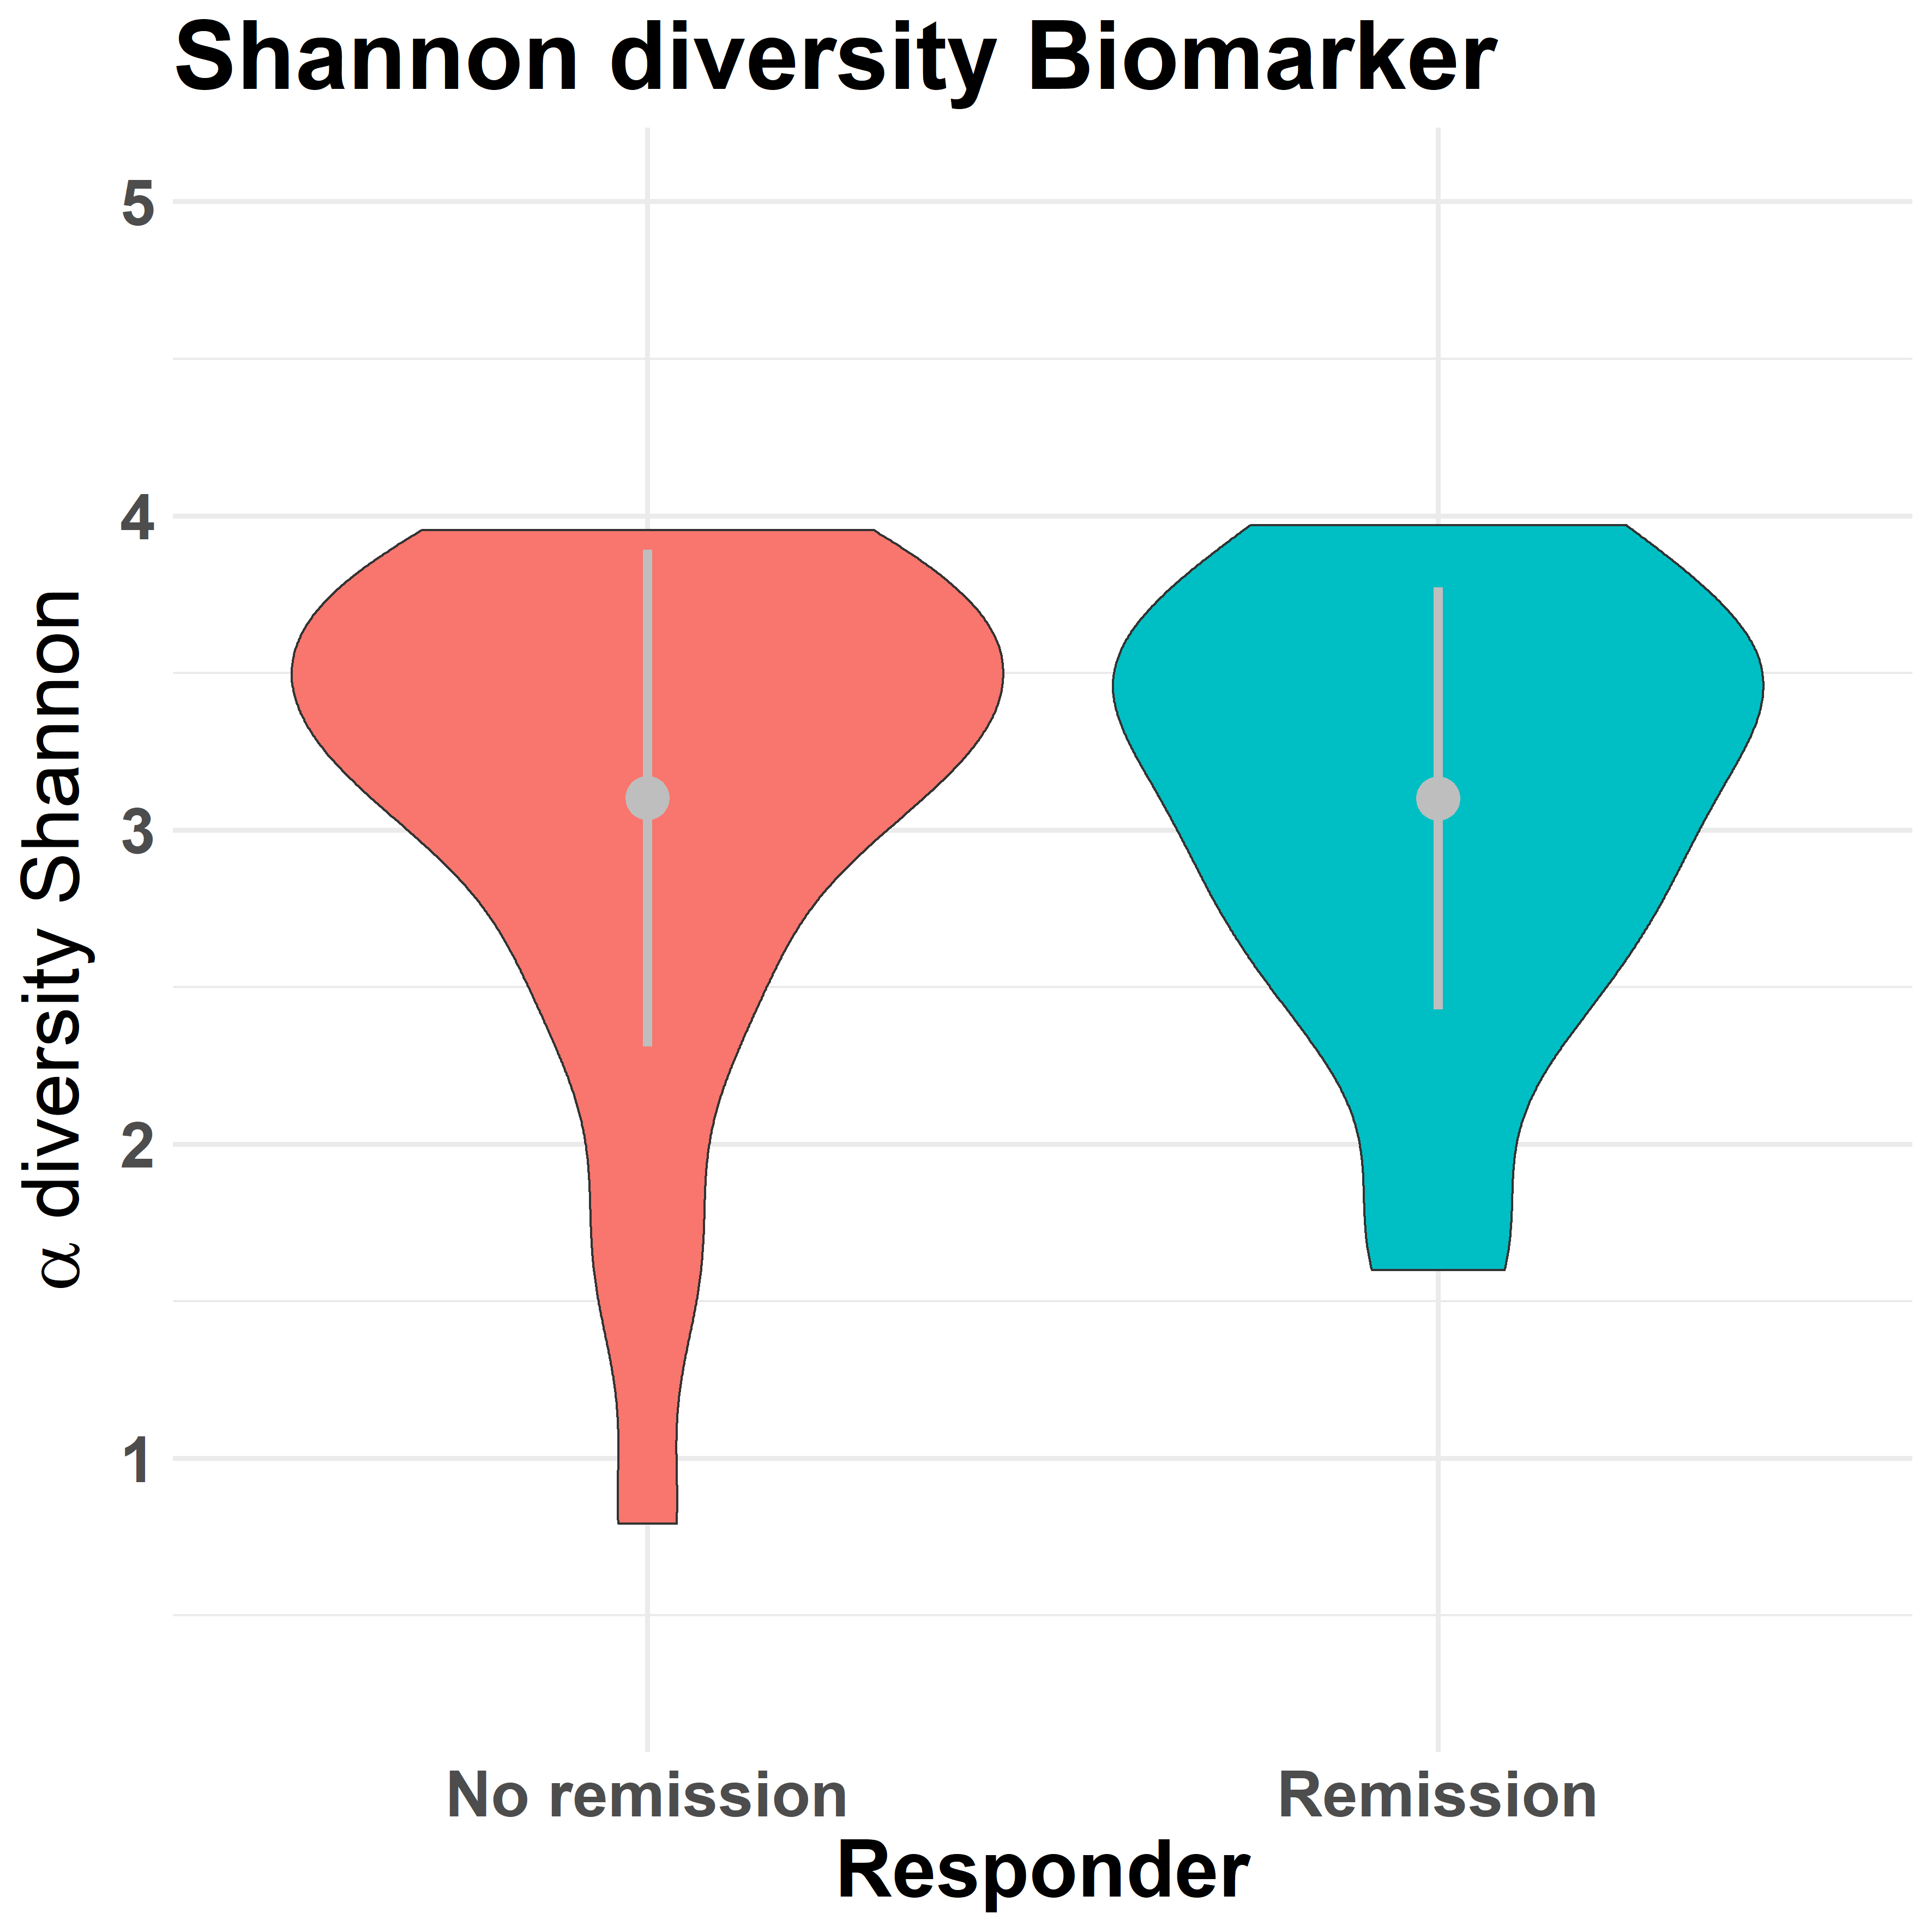 Shannon diversity Biomarker
α diversity Shannon
5
4
3
2
1
No remission
Remission
Responder